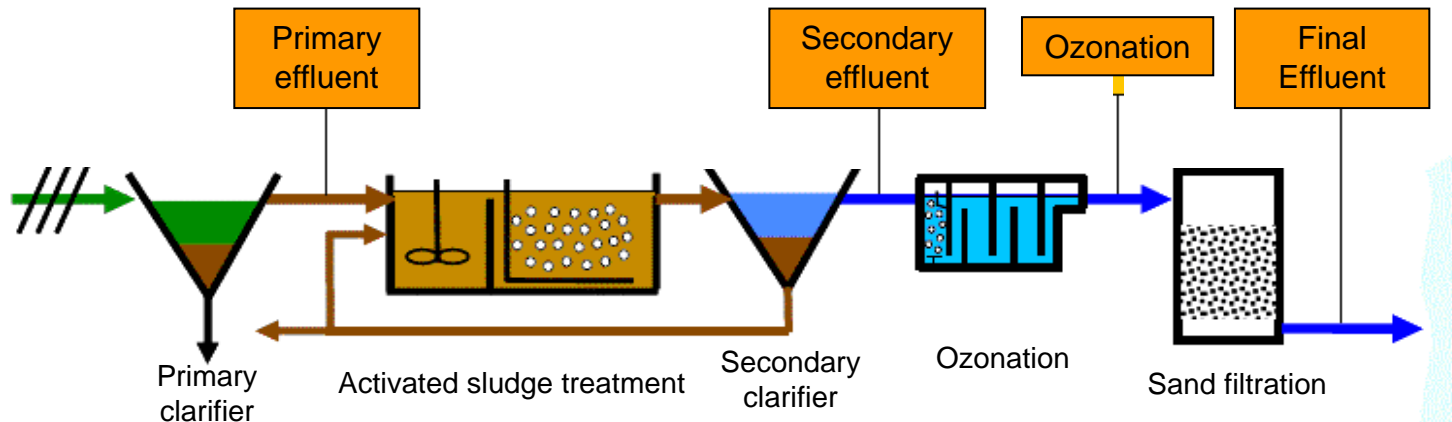 Primary
effluent
Secondary
effluent
Ozonation
Final
Effluent
Primary
clarifier
Activated sludge treatment
Secondary
clarifier
Ozonation
Sand filtration